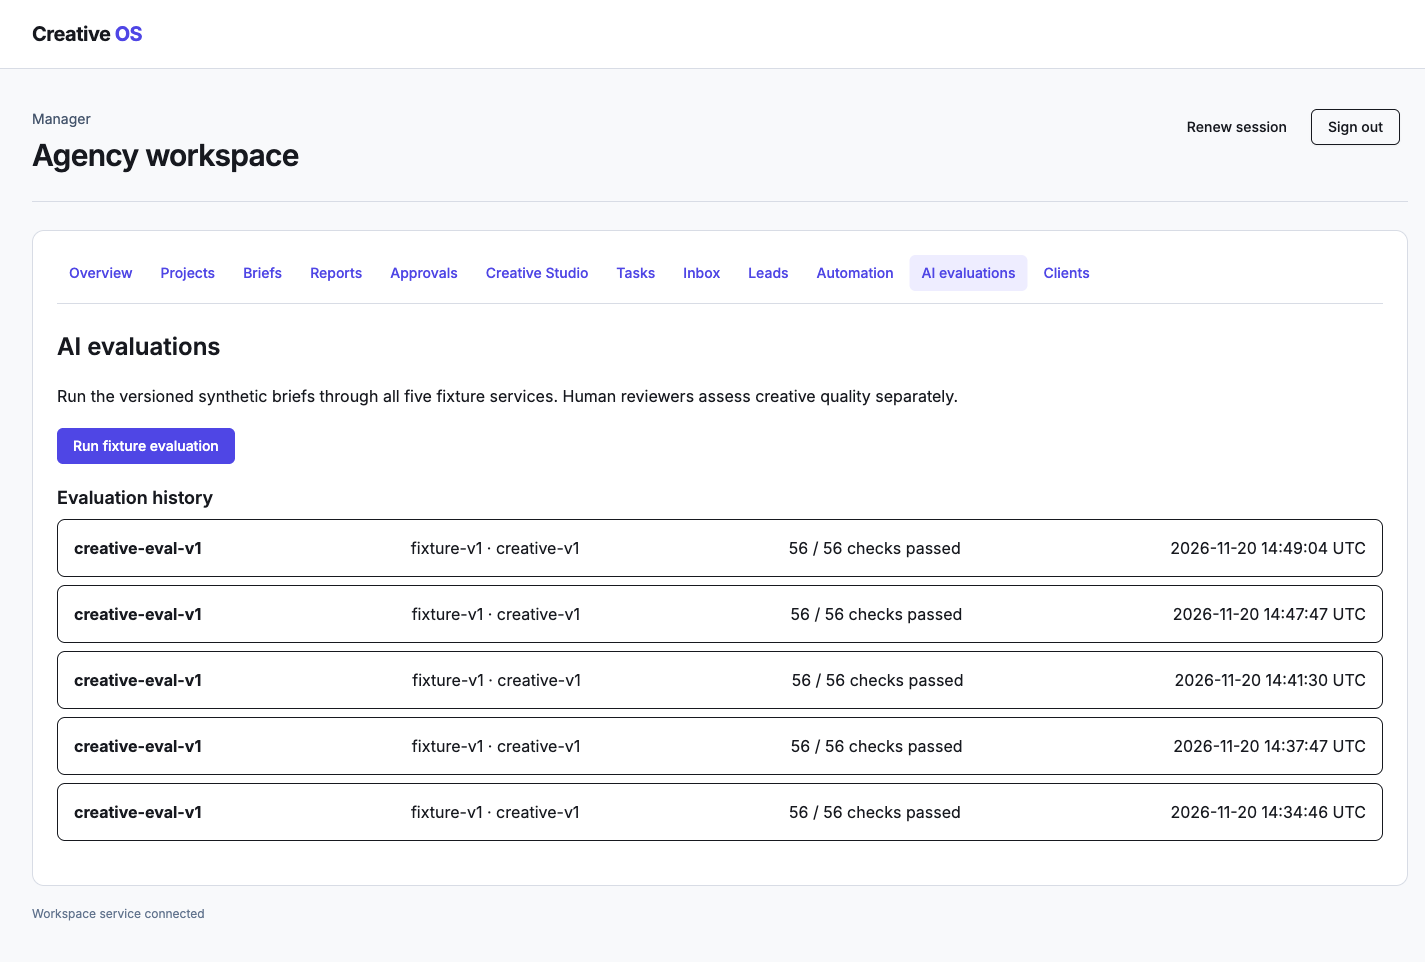 Creative OS
Manager
Agency workspace
Renew session
Sign out
Overview Projects Briefs Reports Approvals Creative Studio Tasks Inbox Leads Automation AI evaluations Clients
AI evaluations
Run the versioned synthetic briefs through all five fixture services. Human reviewers assess creative quality separately.
Run fixture evaluation
Evaluation history
creative-eval-v1 fixture-v1 · creative-v1 56 / 56 checks passed 2026-11-20 14:49:04 UTC
creative-eval-v1 fixture-v1 · creative-v1 56 / 56 checks passed 2026-11-20 14:47:47 UTC
creative-eval-v1 fixture-v1 · creative-v1 56 / 56 checks passed 2026-11-20 14:41:30 UTC
creative-eval-v1 fixture-v1 · creative-v1 56 / 56 checks passed 2026-11-20 14:37:47 UTC
creative-eval-v1 fixture-v1 · creative-v1 56 / 56 checks passed 2026-11-20 14:34:46 UTC
Workspace service connected